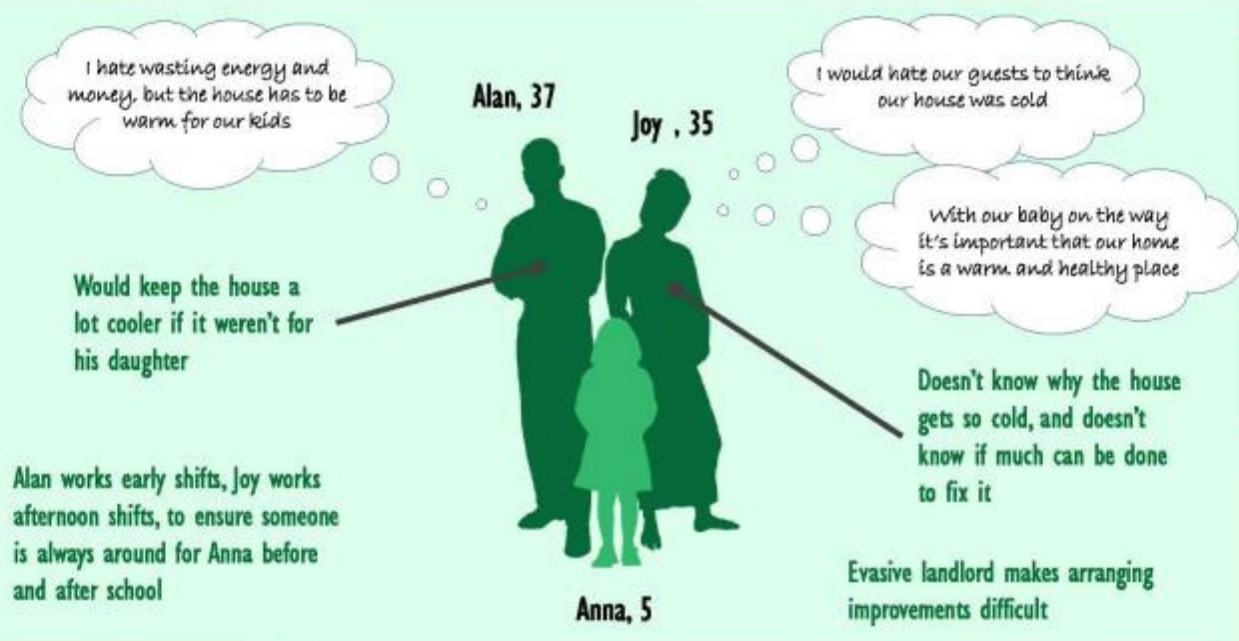 I hate wasting energy and
money, but the house has to be
warm for our kids
Alan, 37
Joy , 35
I would hate our guests to think
our house was cold
With our baby on the way
it's important that our home
is a warm and healthy place
Would keep the house a
lot cooler if it weren't for
his daughter
Doesn't know why the house
gets so cold, and doesn't
know if much can be done
to fix it
Alan works early shifts, Joy works
afternoon shifts, to ensure someone
is always around for Anna before
and after school
Evasive landlord makes arranging
improvements difficult
Anna, 5